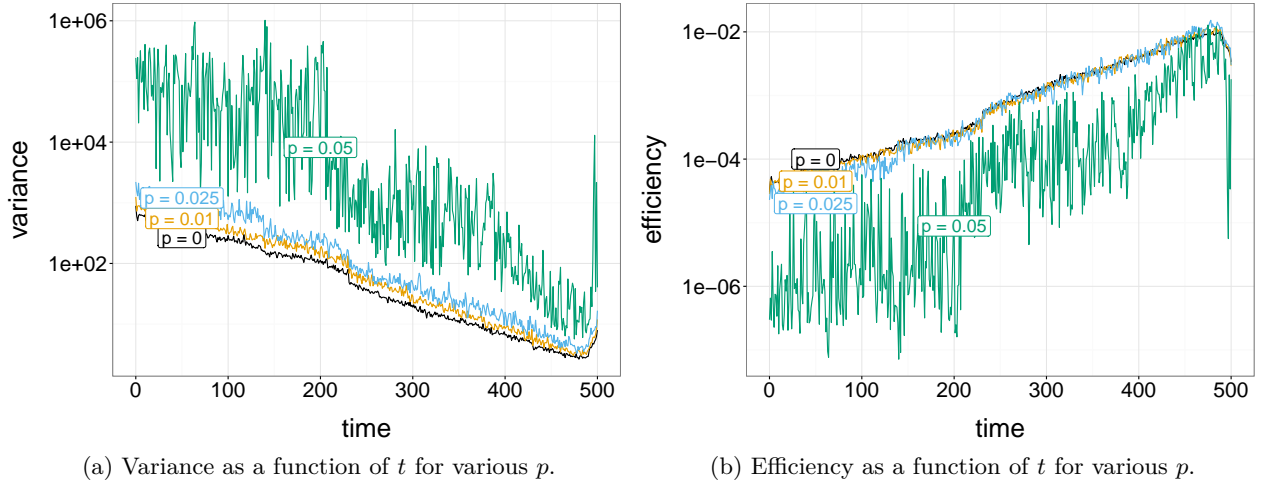 1e+06
1e+04
1e+02
variance
p = 0.05
p = 0.025
p = 0.01
p = 0
0 100 200 300 400 500
time
(a) Variance as a function of t for various p.
1e−02
1e−04
1e−06
efficiency
p = 0
p = 0.01
p = 0.025
p = 0.05
0 100 200 300 400 500
time
(b) Efficiency as a function of t for various p.